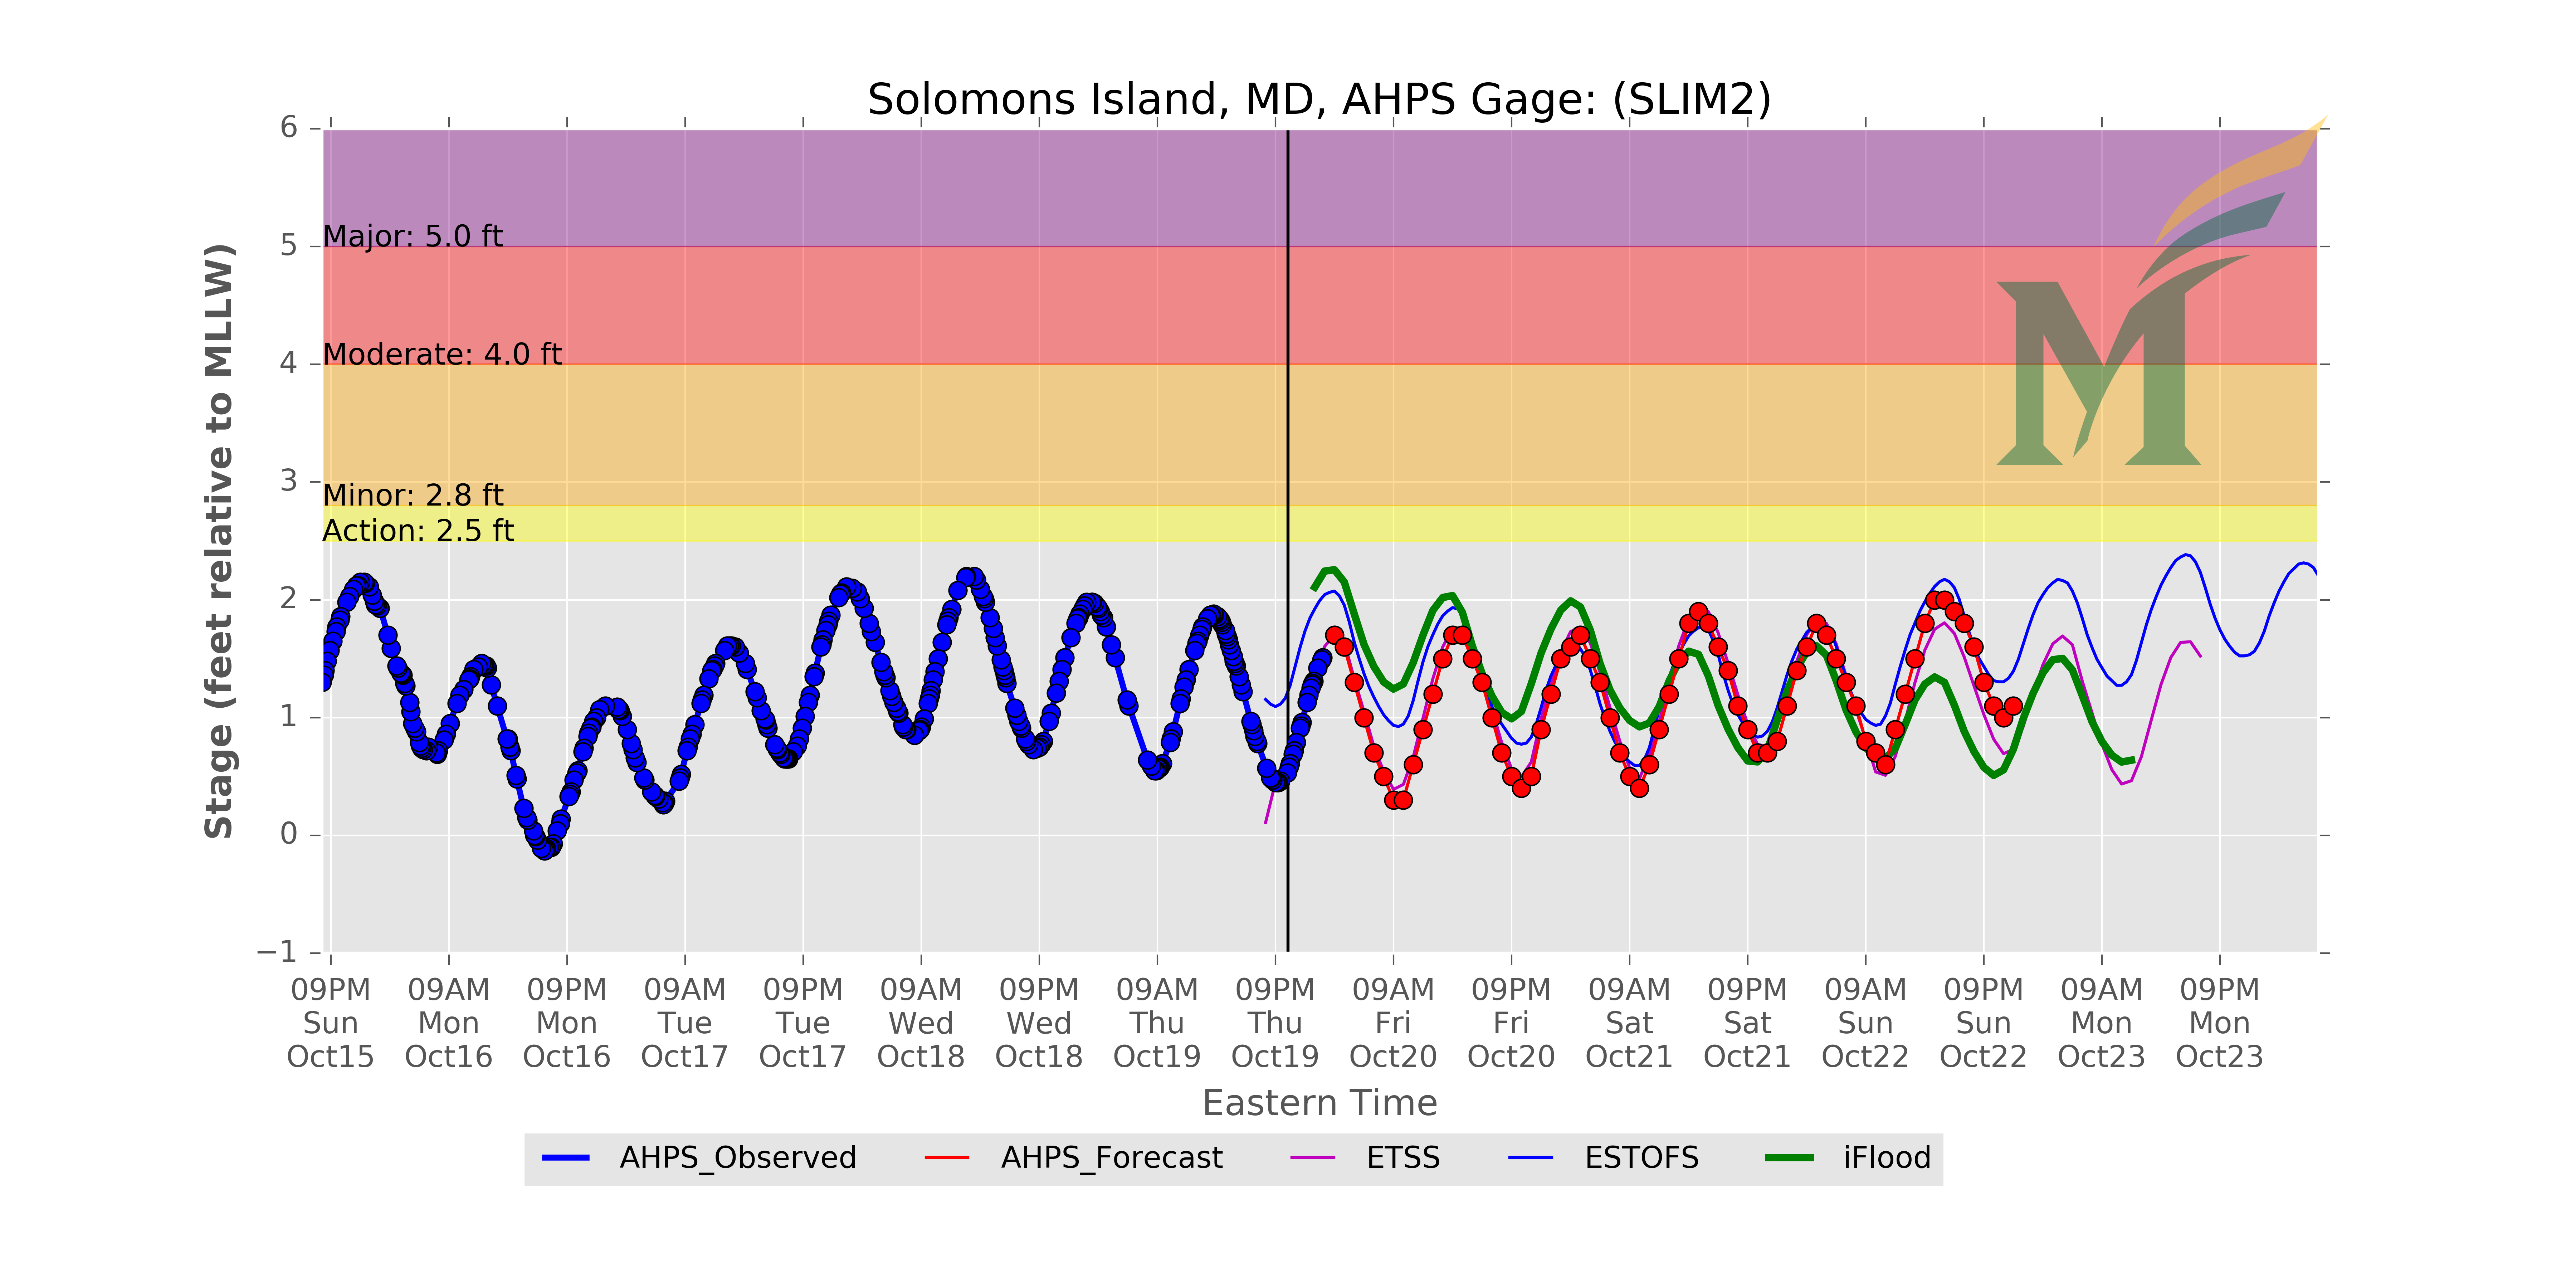 Solomons Island, MD, AHPS Gage: (SLIM2)
Stage (feet relative to MLLW)
6
5
4
3
2
1
0
−1
Major: 5.0 ft
Moderate: 4.0 ft
Minor: 2.8 ft
Action: 2.5 ft
M
09PM 09AM 09PM 09AM 09PM 09AM 09PM 09AM 09PM 09AM 09PM 09AM 09PM 09AM 09PM 09AM 09PM
Sun Mon Mon Tue Tue Wed Wed Thu Thu Fri Fri Sat Sat Sun Sun Mon Mon
Oct15 Oct16 Oct16 Oct17 Oct17 Oct18 Oct18 Oct19 Oct19 Oct20 Oct20 Oct21 Oct21 Oct22 Oct22 Oct23 Oct23
Eastern Time
AHPS_Observed AHPS_Forecast ETSS ESTOFS iFlood